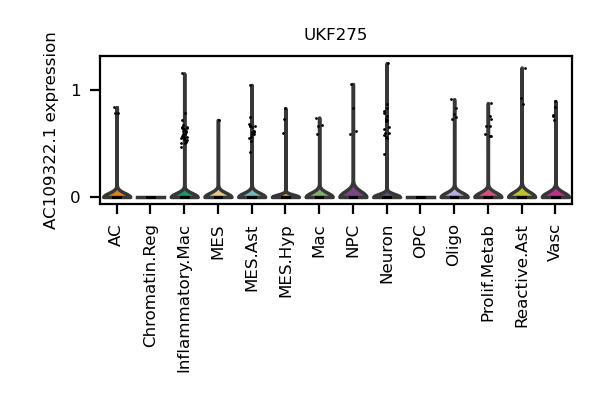 UKF275
AC109322.1 expression
1
0
AC
Chromatin.Reg
Inflammatory.Mac
MES
MES.Ast
MES.Hyp
Mac
NPC
Neuron
OPC
Oligo
Prolif.Metab
Reactive.Ast
Vasc